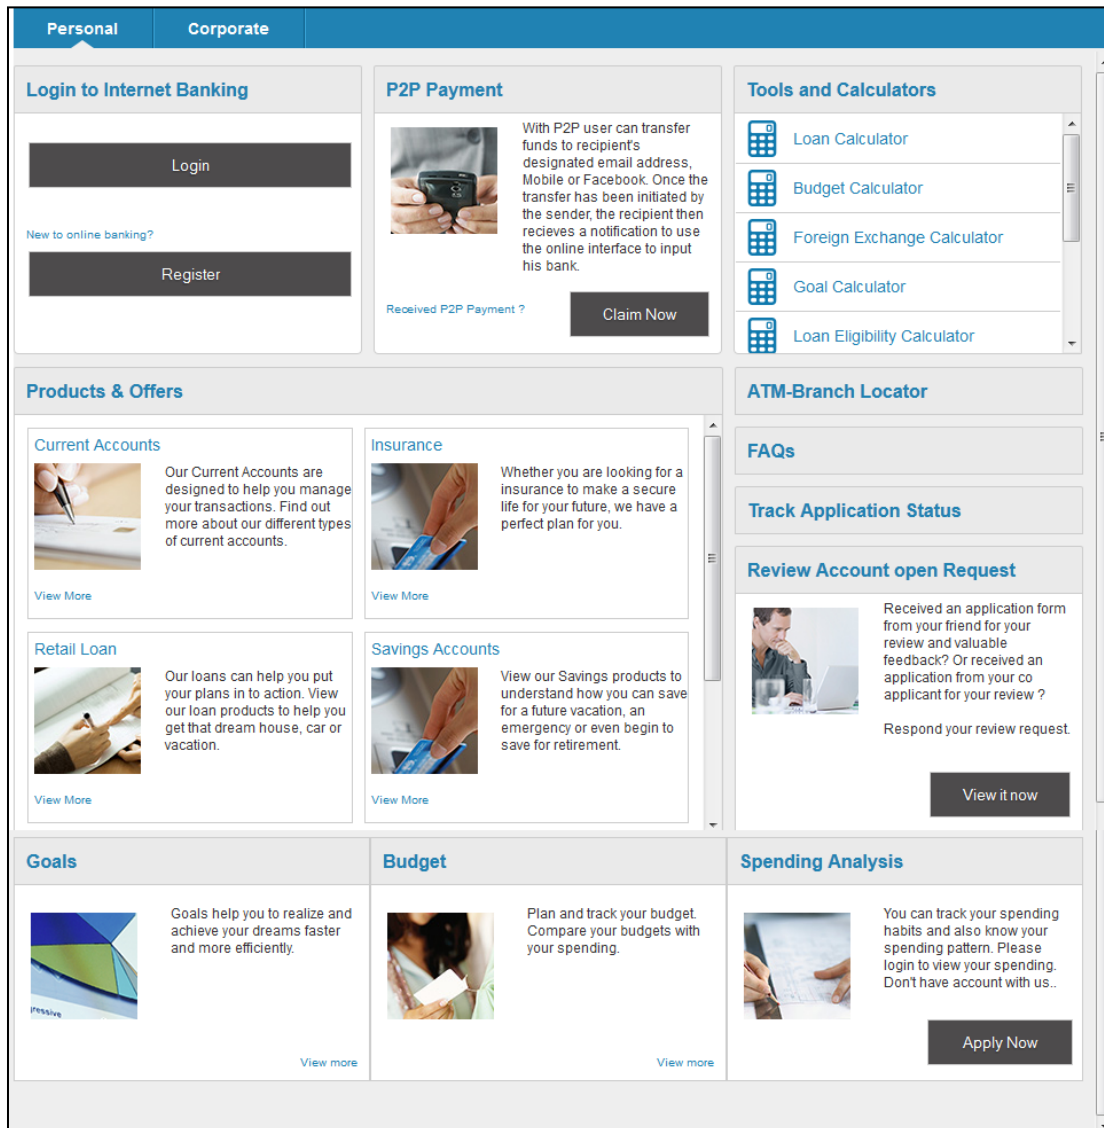 Personal
Corporate
Login to Internet Banking
Login
New to online banking?
Register
P2P Payment
With P2P user can transfer
funds to recipient's
designated email address,
Mobile or Facebook. Once the
transfer has been initiated by
the sender, the recipient then
recieves a notification to use
the online interface to input
his bank.
Received P2P Payment ?
Claim Now
Tools and Calculators
Loan Calculator
Budget Calculator
Foreign Exchange Calculator
Goal Calculator
Loan Eligibility Calculator
Products & Offers
Current Accounts
Our Current Accounts are
designed to help you manage
your transactions. Find out
more about our different types
of current accounts.
View More
Insurance
Whether you are looking for a
insurance to make a secure
life for your future, we have a
perfect plan for you.
View More
Retail Loan
Our loans can help you put
your plans in to action. View
our loan products to help you
get that dream house, car or
vacation.
View More
Savings Accounts
View our Savings products to
understand how you can save
for a future vacation, an
emergency or even begin to
save for retirement.
View More
ATM-Branch Locator
FAQs
Track Application Status
Review Account open Request
Received an application form
from your friend for your
review and valuable
feedback? Or received an
application from your co
applicant for your review ?
Respond your review request.
View it now
Goals
Goals help you to realize and
achieve your dreams faster
and more efficiently.
gressive
View more
Budget
Plan and track your budget.
Compare your budgets with
your spending.
View more
Spending Analysis
You can track your spending
habits and also know your
spending pattern. Please
login to view your spending.
Don't have account with us..
Apply Now